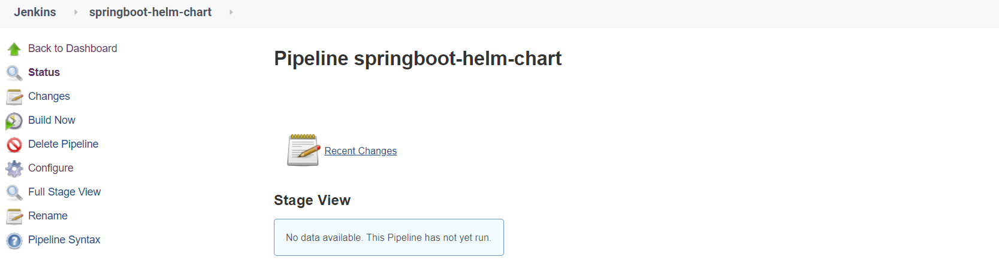 Jenkins springboot-helm-chart
Back to Dashboard
Status
Changes
Build Now
Delete Pipeline
Configure
Full Stage View
Rename
Pipeline Syntax
Pipeline springboot-helm-chart
Recent Changes
Stage View
No data available. This Pipeline has not yet run.